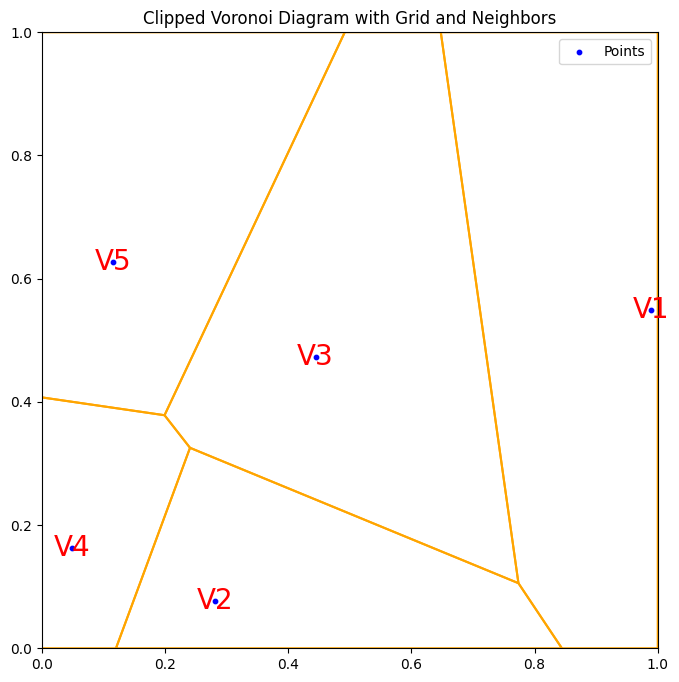 Clipped Voronoi Diagram with Grid and Neighbors
1.0
Points
0.8
V5
0.6
V1
V3
0.4
0.2
V4
V2
0.0
0.0 0.2 0.4 0.6 0.8 1.0